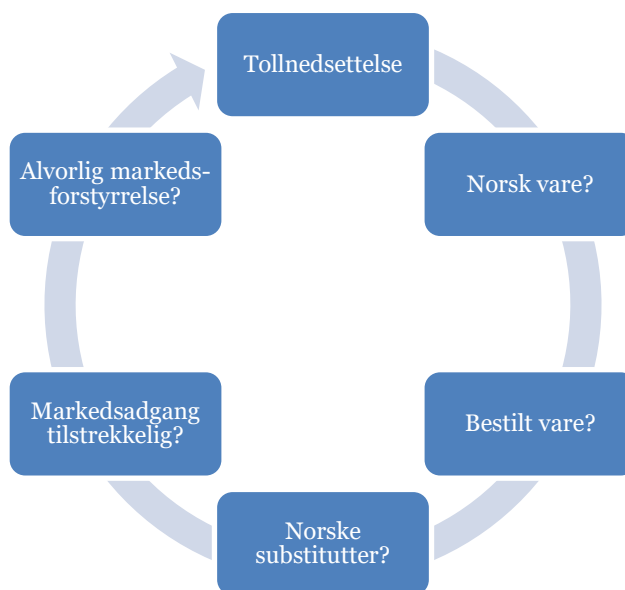 Tollnedsettelse
Norsk vare?
Bestilt vare?
Norske
substitutter?
Markedsadgang
tilstrekkelig?
Alvorlig markeds-
forstyrrelse?